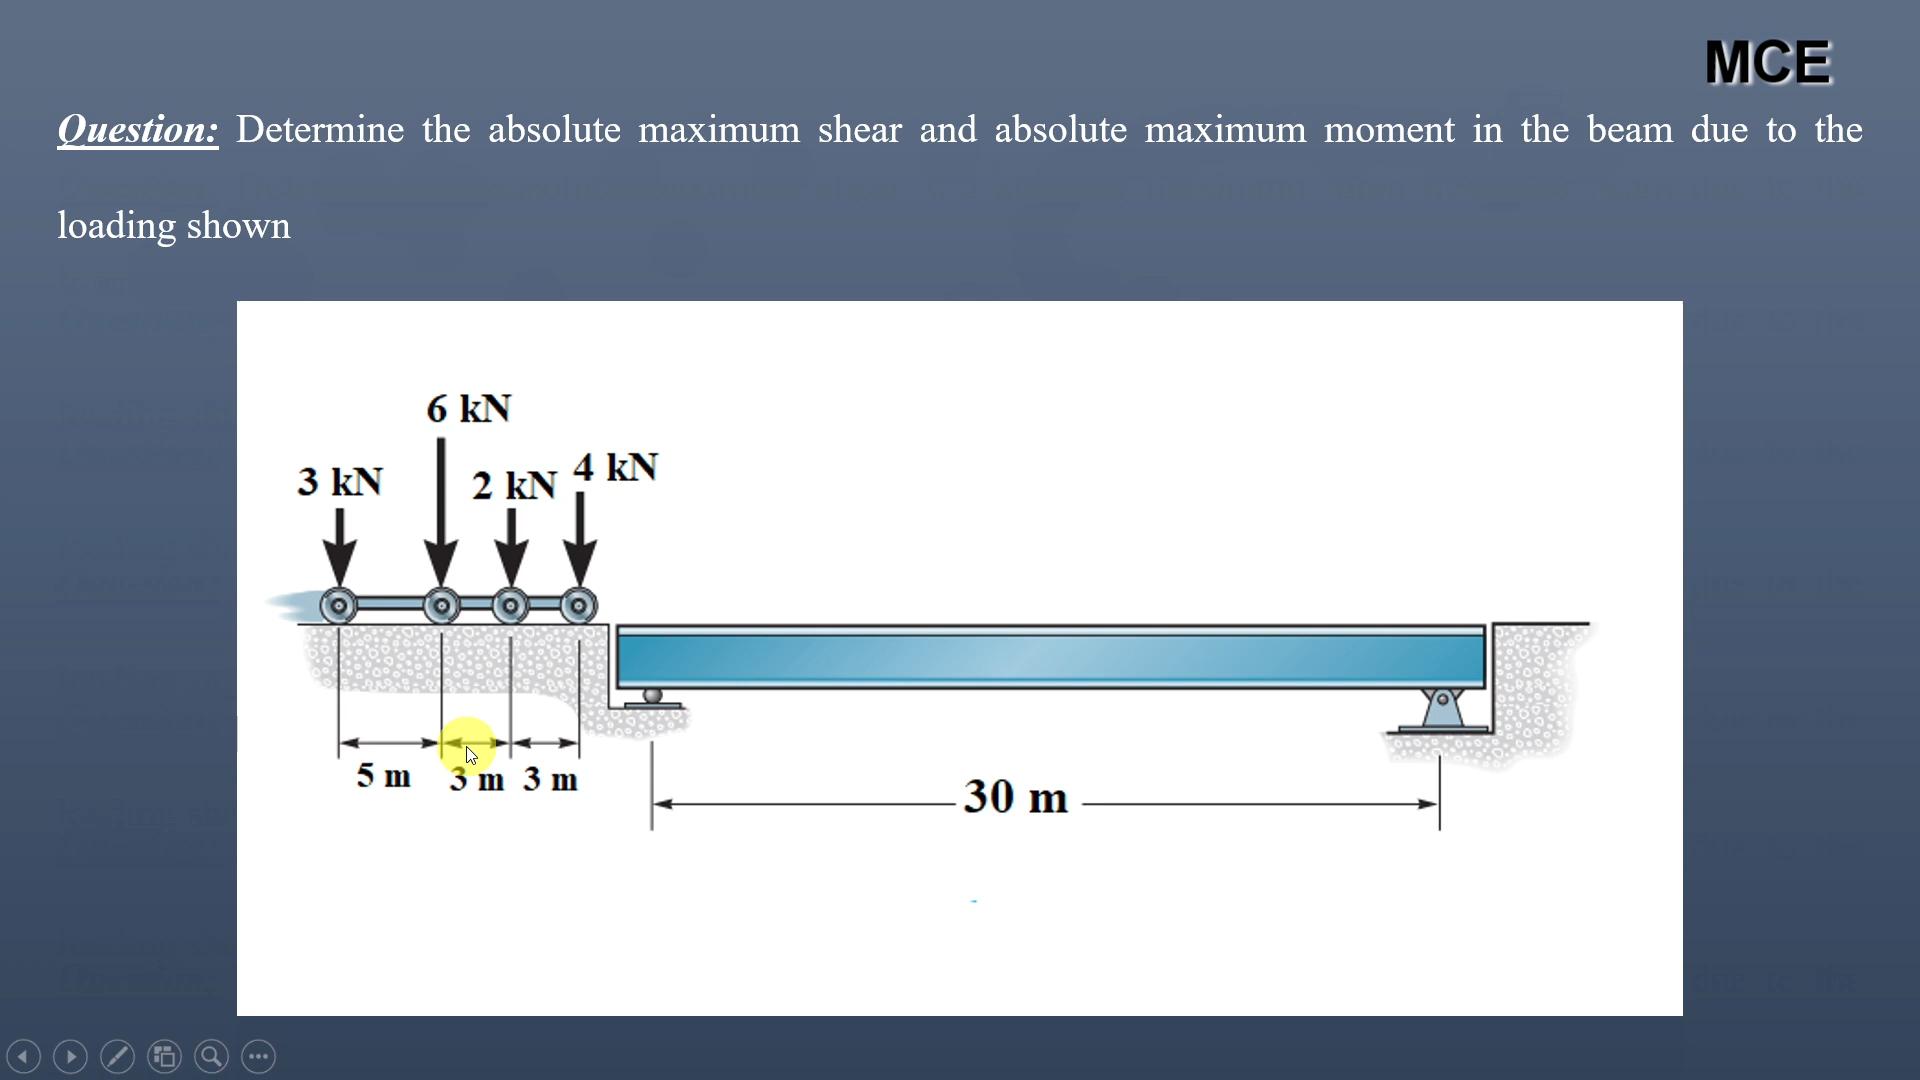 MCE
Question: Determine the absolute maximum shear and absolute maximum moment in the beam due to the
loading shown
6 kN
3 kN
2 kN
4 kN
5 m
3 m
3 m
30 m